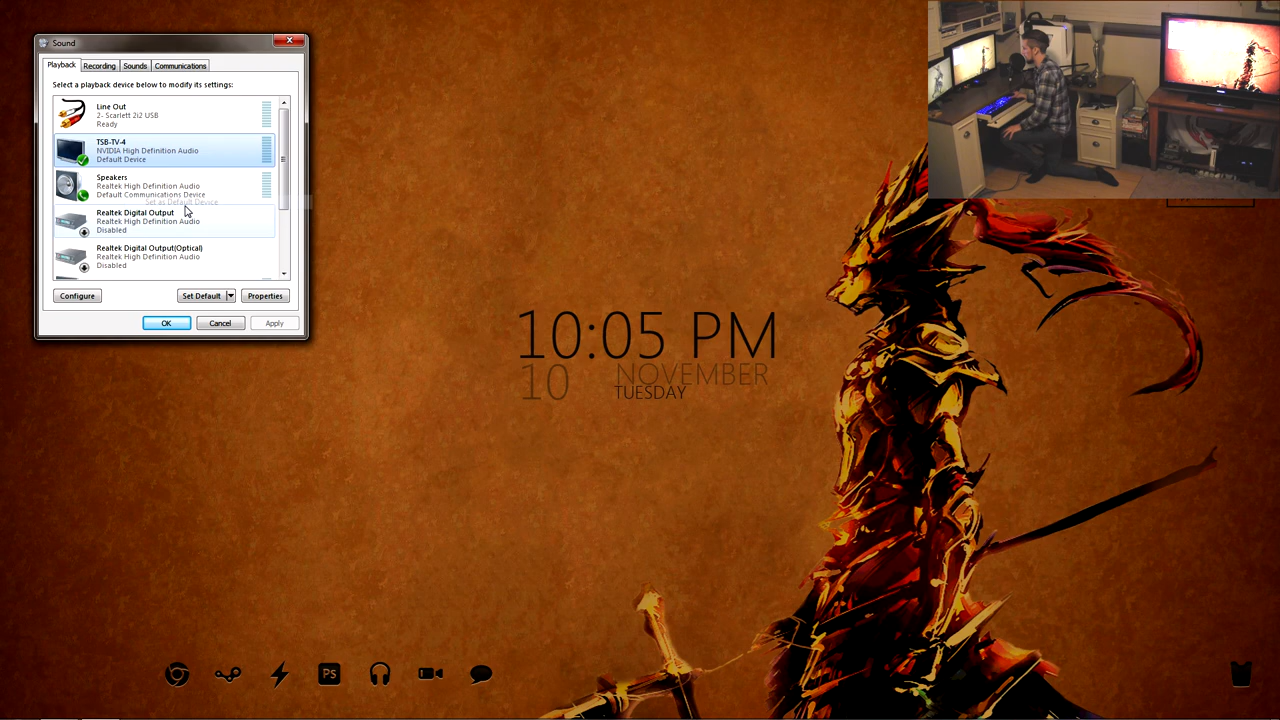 Sound
Playback
Recording
Sounds
Communications
Select a playback device below to modify its settings:
Line Out
2- Scarlett 2i2 USB
Ready
TSB-TV-4
NVIDIA High Definition Audio
Default Device
Speakers
Realtek High Definition Audio
Default Communications Device
Set as Default Device
Realtek Digital Output
Realtek High Definition Audio
Disabled
Realtek Digital Output(Optical)
Realtek High Definition Audio
Disabled
Configure
Set Default
Properties
OK
Cancel
Apply
10:05 PM
10
NOVEMBER
TUESDAY
Ps